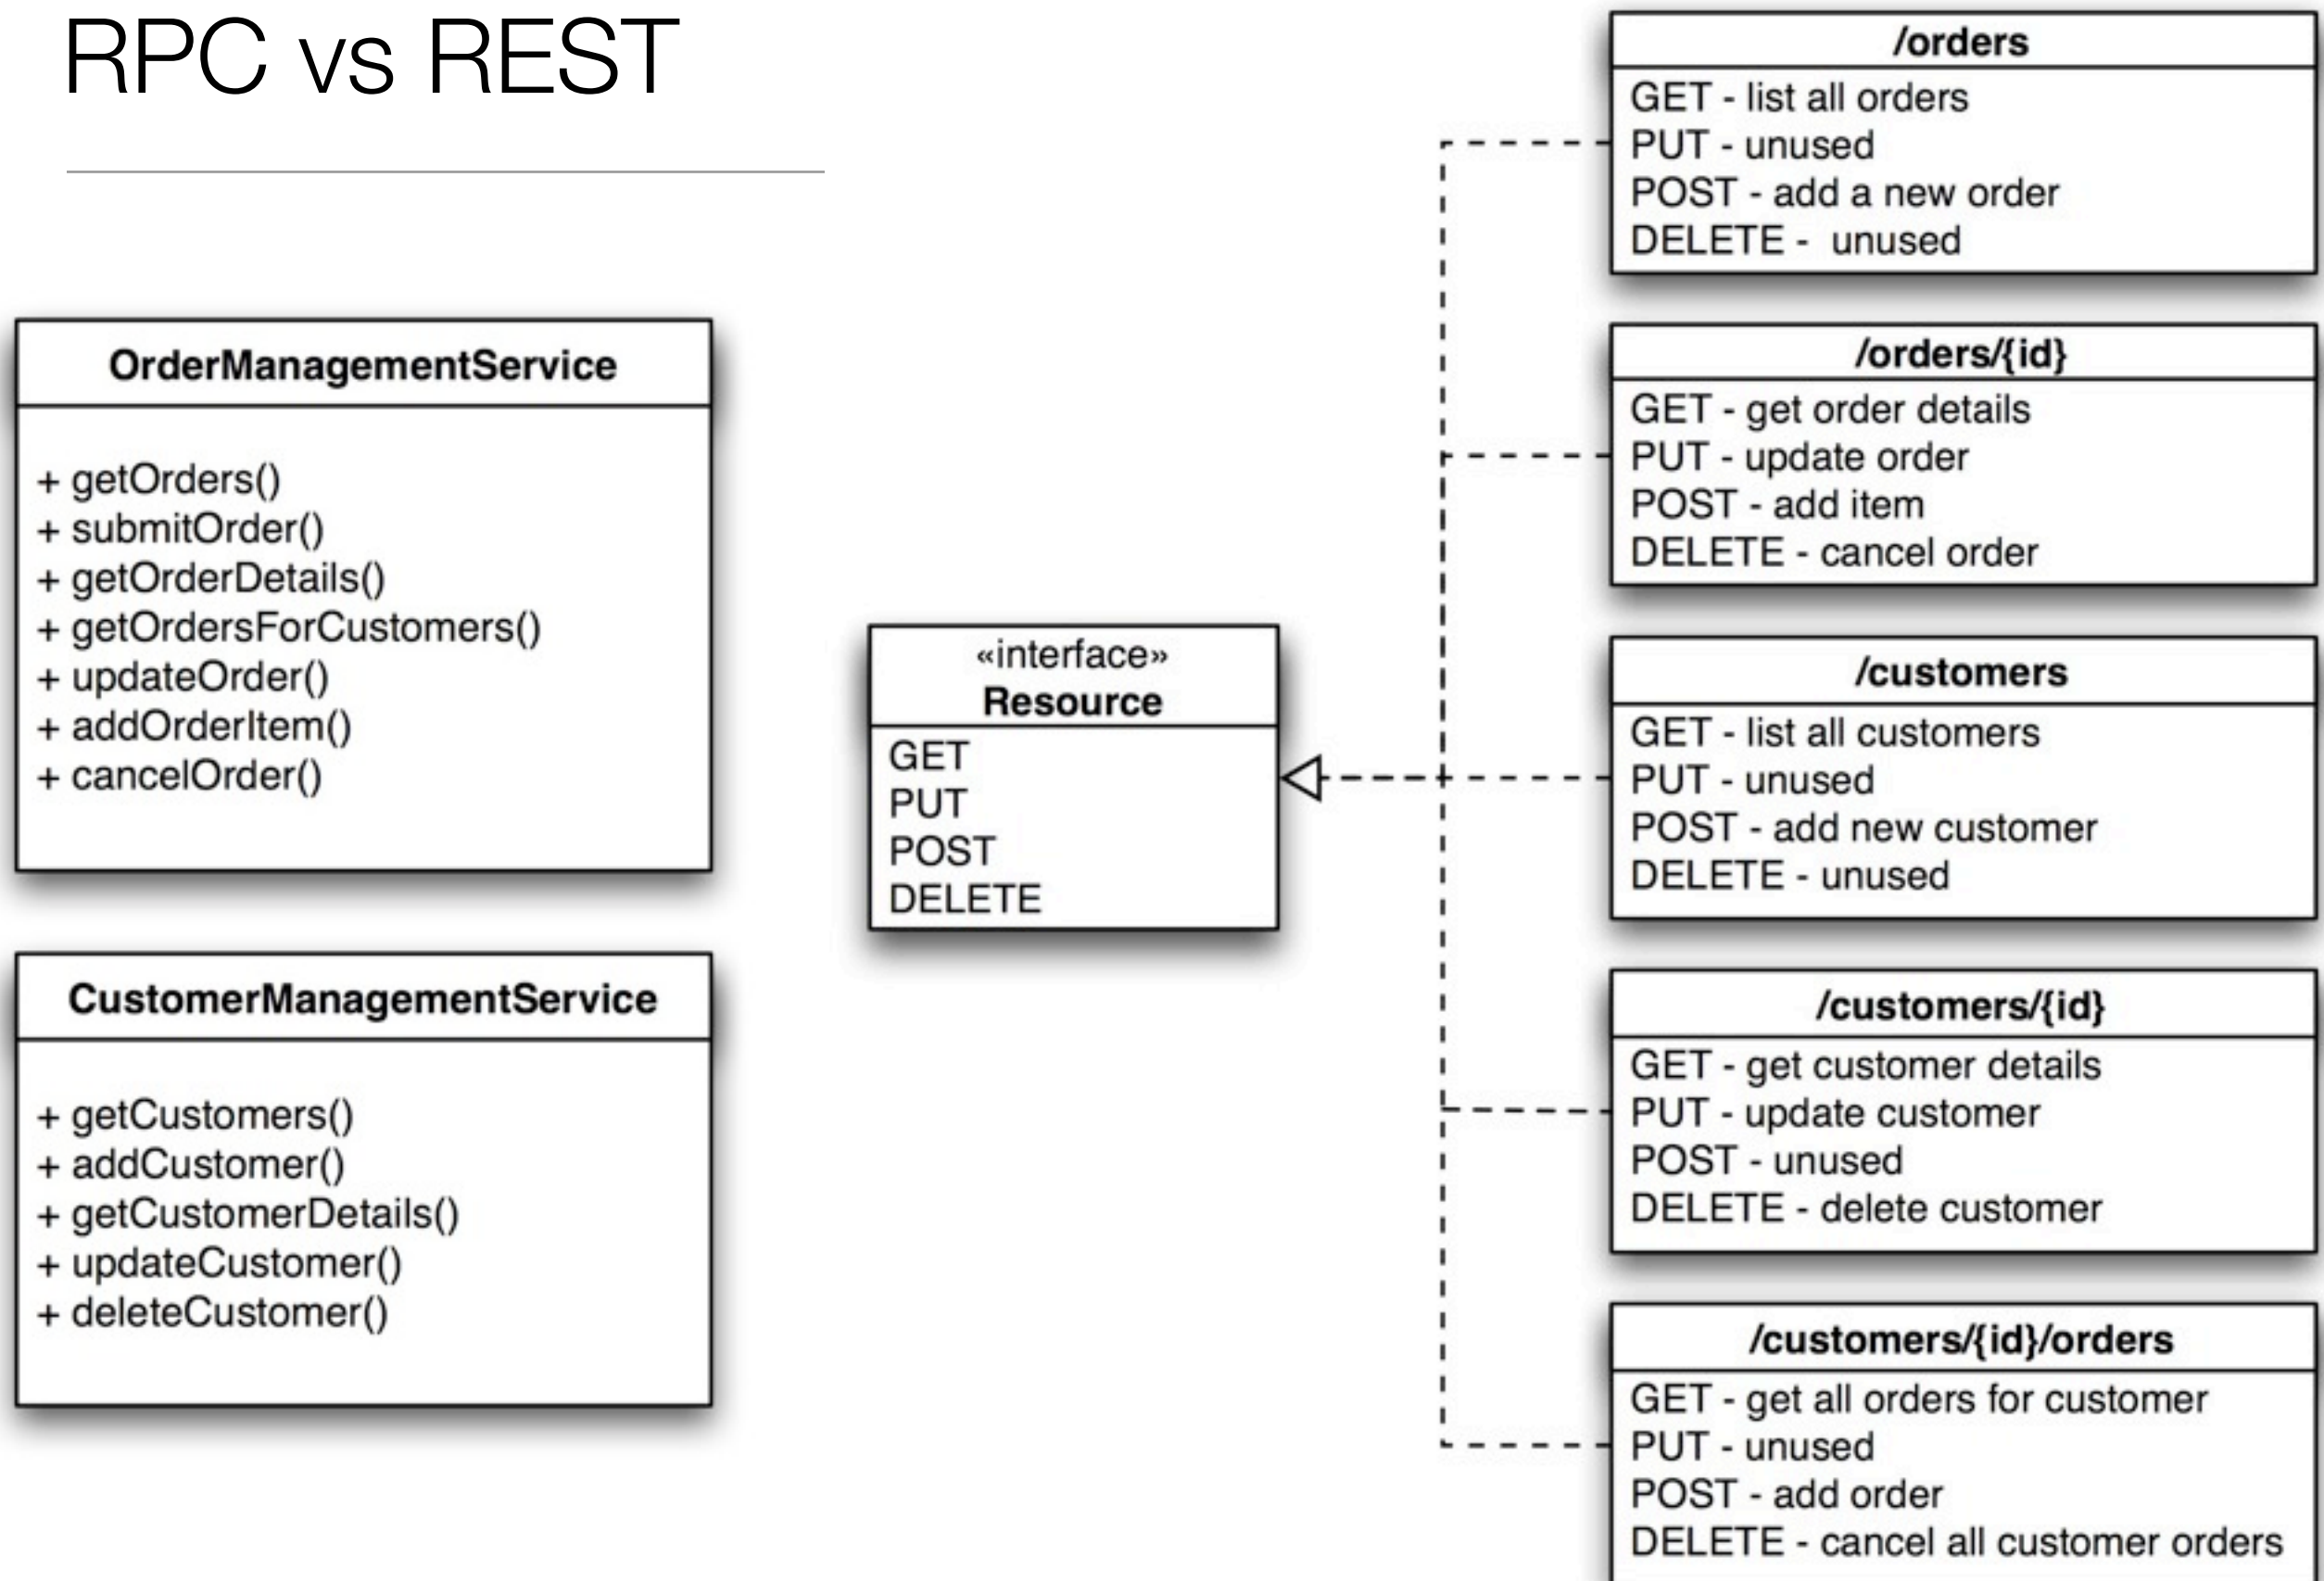 RPC vs REST
OrderManagementService
+ getOrders()
+ submitOrder()
+ getOrderDetails()
+ getOrdersForCustomers()
+ updateOrder()
+ addOrderItem()
+ cancelOrder()
CustomerManagementService
+ getCustomers()
+ addCustomer()
+ getCustomerDetails()
+ updateCustomer()
+ deleteCustomer()
«interface»
Resource
GET
PUT
POST
DELETE
/orders
GET - list all orders
PUT - unused
POST - add a new order
DELETE - unused
/orders/{id}
GET - get order details
PUT - update order
POST - add item
DELETE - cancel order
/customers
GET - list all customers
PUT - unused
POST - add new customer
DELETE - unused
/customers/{id}
GET - get customer details
PUT - update customer
POST - unused
DELETE - delete customer
/customers/{id}/orders
GET - get all orders for customer
PUT - unused
POST - add order
DELETE - cancel all customer orders